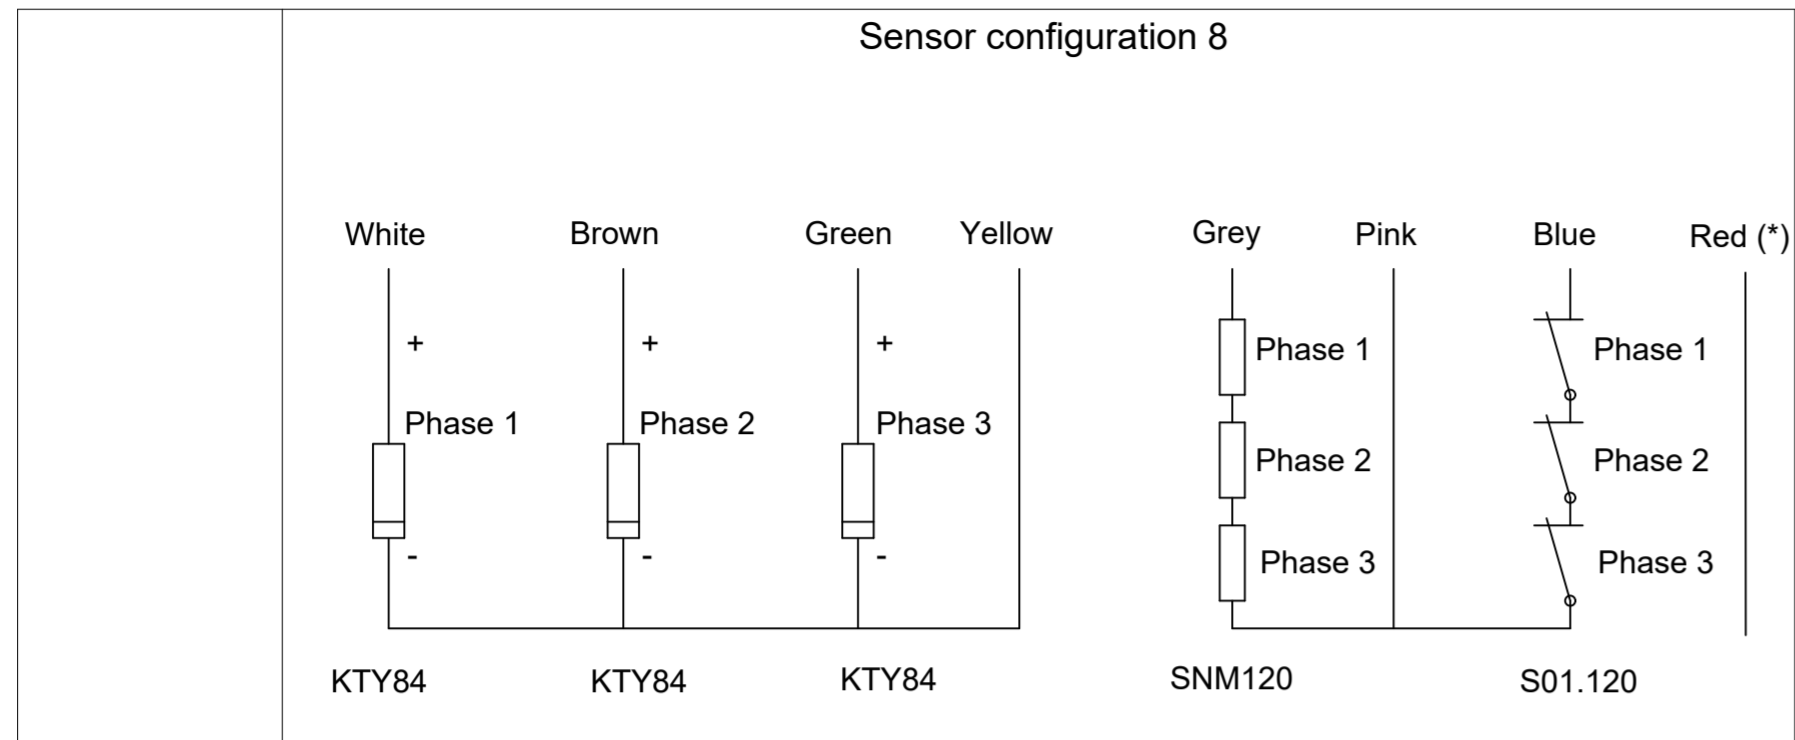 Sensor configuration 8
White Brown Green Yellow Grey Pink Blue Red (*)
+ + +
Phase 1 Phase 1
Phase 1 Phase 2 Phase 3
Phase 2 Phase 2
- - -
Phase 3 Phase 3
KTY84 KTY84 KTY84 SNM120 S01.120